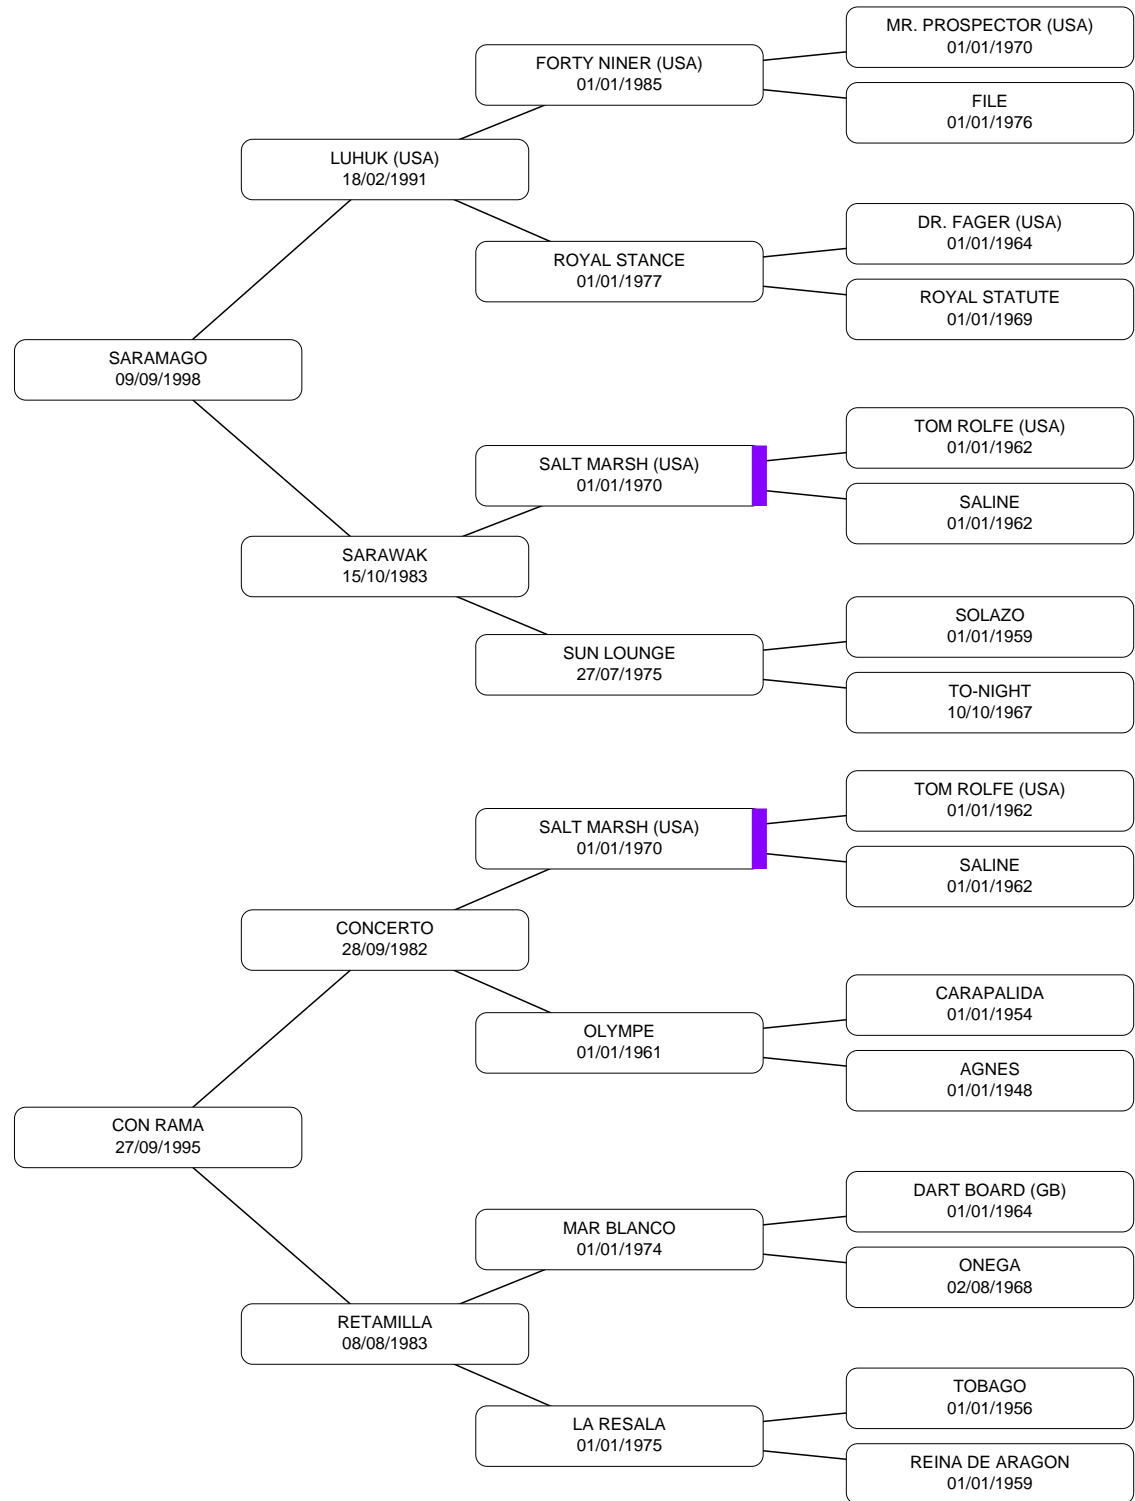 MR. PROSPECTOR (USA)
01/01/1970
FORTY NINER (USA)
01/01/1985
FILE
01/01/1976
LUHUK (USA)
18/02/1991
DR. FAGER (USA)
01/01/1964
ROYAL STANCE
01/01/1977
ROYAL STATUTE
01/01/1969
SARAMAGO
09/09/1998
TOM ROLFE (USA)
01/01/1962
SALT MARSH (USA)
01/01/1970
SALINE
01/01/1962
SARAWAK
15/10/1983
SOLAZO
01/01/1959
SUN LOUNGE
27/07/1975
TO-NIGHT
10/10/1967
TOM ROLFE (USA)
01/01/1962
SALT MARSH (USA)
01/01/1970
SALINE
01/01/1962
CONCERTO
28/09/1982
CARAPALIDA
01/01/1954
OLYMPE
01/01/1961
AGNES
01/01/1948
CON RAMA
27/09/1995
DART BOARD (GB)
01/01/1964
MAR BLANCO
01/01/1974
ONEGA
02/08/1968
RETAMILLA
08/08/1983
TOBAGO
01/01/1956
LA RESALA
01/01/1975
REINA DE ARAGON
01/01/1959